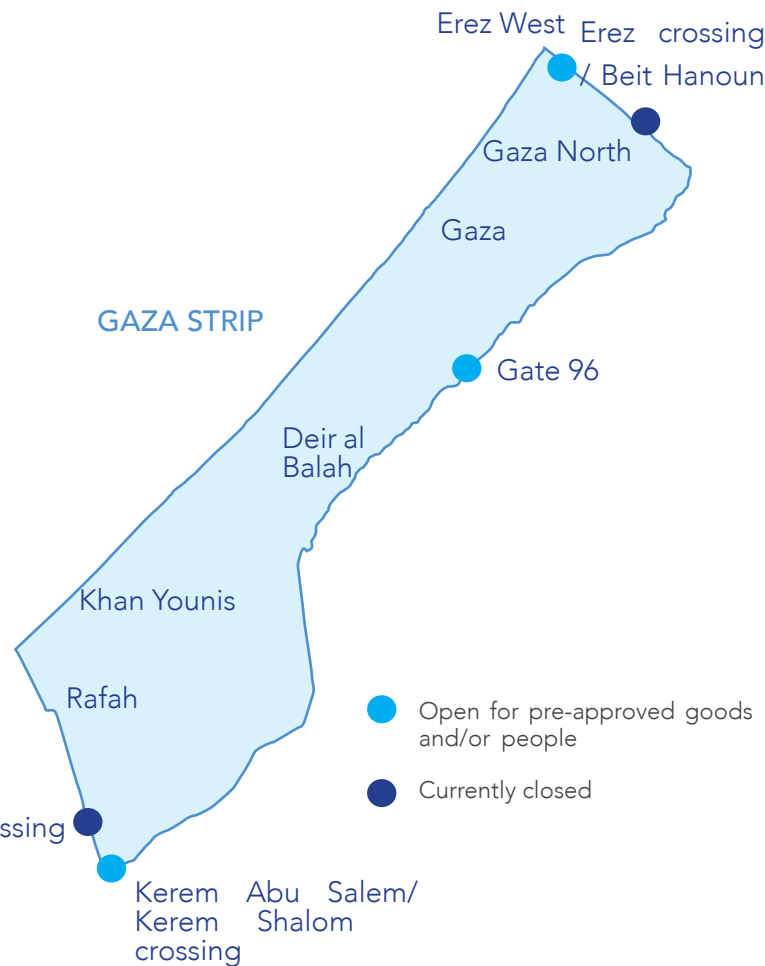 Erez West
Erez crossing
/ Beit Hanoun
Gaza North
Gaza
GAZA STRIP
Gate 96
Deir al
Balah
Khan Younis
Rafah
Open for pre-approved goods
and/or people
Currently closed
ssing
Kerem Abu Salem/
Kerem Shalom
crossing